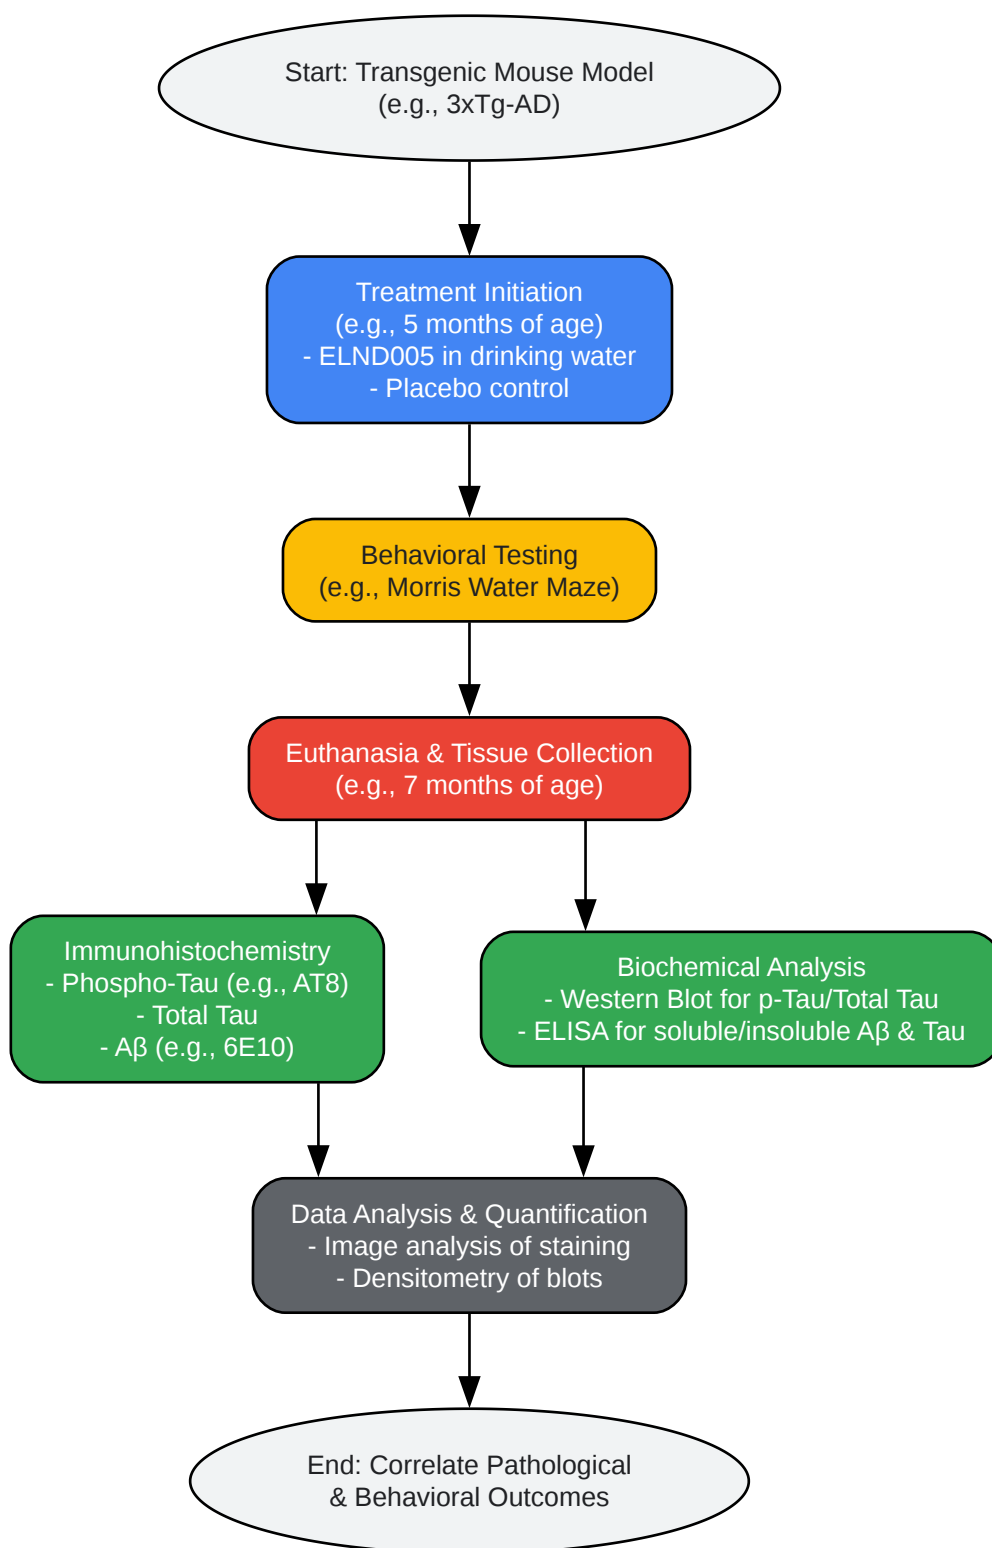 Start: Transgenic Mouse Model
(e.g., 3xTg-AD)
Treatment Initiation
(e.g., 5 months of age)
- ELND005 in drinking water
- Placebo control
Behavioral Testing
(e.g., Morris Water Maze)
Euthanasia & Tissue Collection
(e.g., 7 months of age)
Immunohistochemistry
- Phospho-Tau (e.g., AT8)
- Total Tau
- Aβ (e.g., 6E10)
Biochemical Analysis
- Western Blot for p-Tau/Total Tau
- ELISA for soluble/insoluble Aβ & Tau
Data Analysis & Quantification
- Image analysis of staining
- Densitometry of blots
End: Correlate Pathological
& Behavioral Outcomes